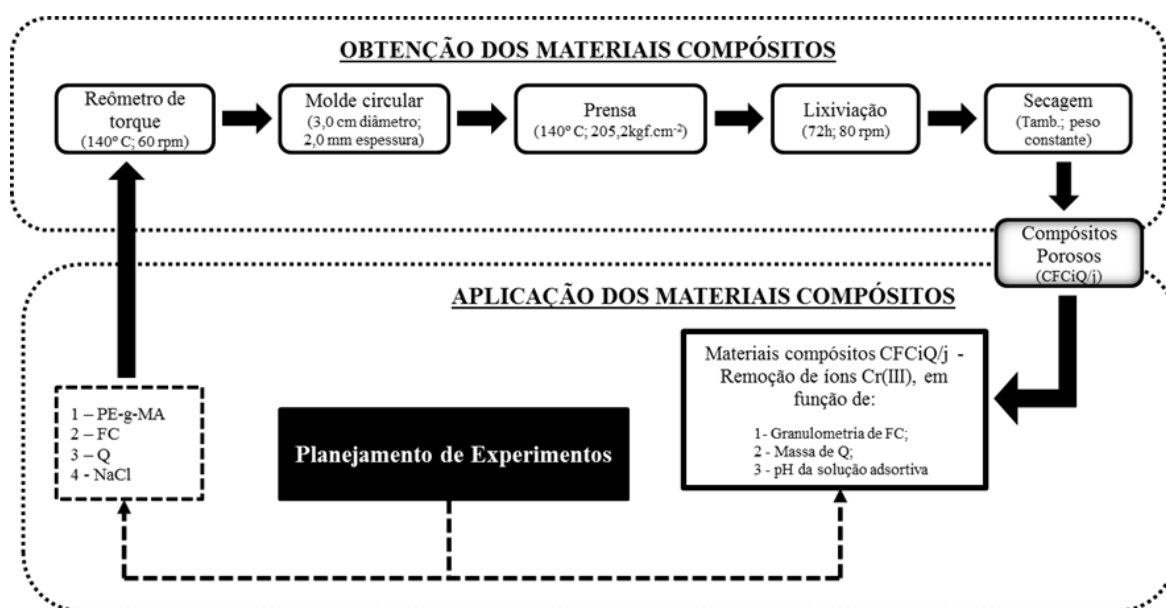 OBTENÇÃO DOS MATERIAIS COMPÓSITOS
Reômetro de
torque
(140º C; 60 rpm)
Molde circular
(3,0 cm diâmetro;
2,0 mm espessura)
Prensa
(140º C; 205,2kgf.cm-2)
Lixiviação
(72h; 80 rpm)
Secagem
(Tamb.; peso
constante)
Compósitos
Porosos
(CFCiQ/j)
APLICAÇÃO DOS MATERIAIS COMPÓSITOS
1 – PE-g-MA
2 – FC
3 – Q
4 - NaCl
Planejamento de Experimentos
Materiais compósitos CFCiQ/j -
Remoção de íons Cr(III), em
função de:
1- Granulometria de FC;
2 - Massa de Q;
3 - pH da solução adsortiva